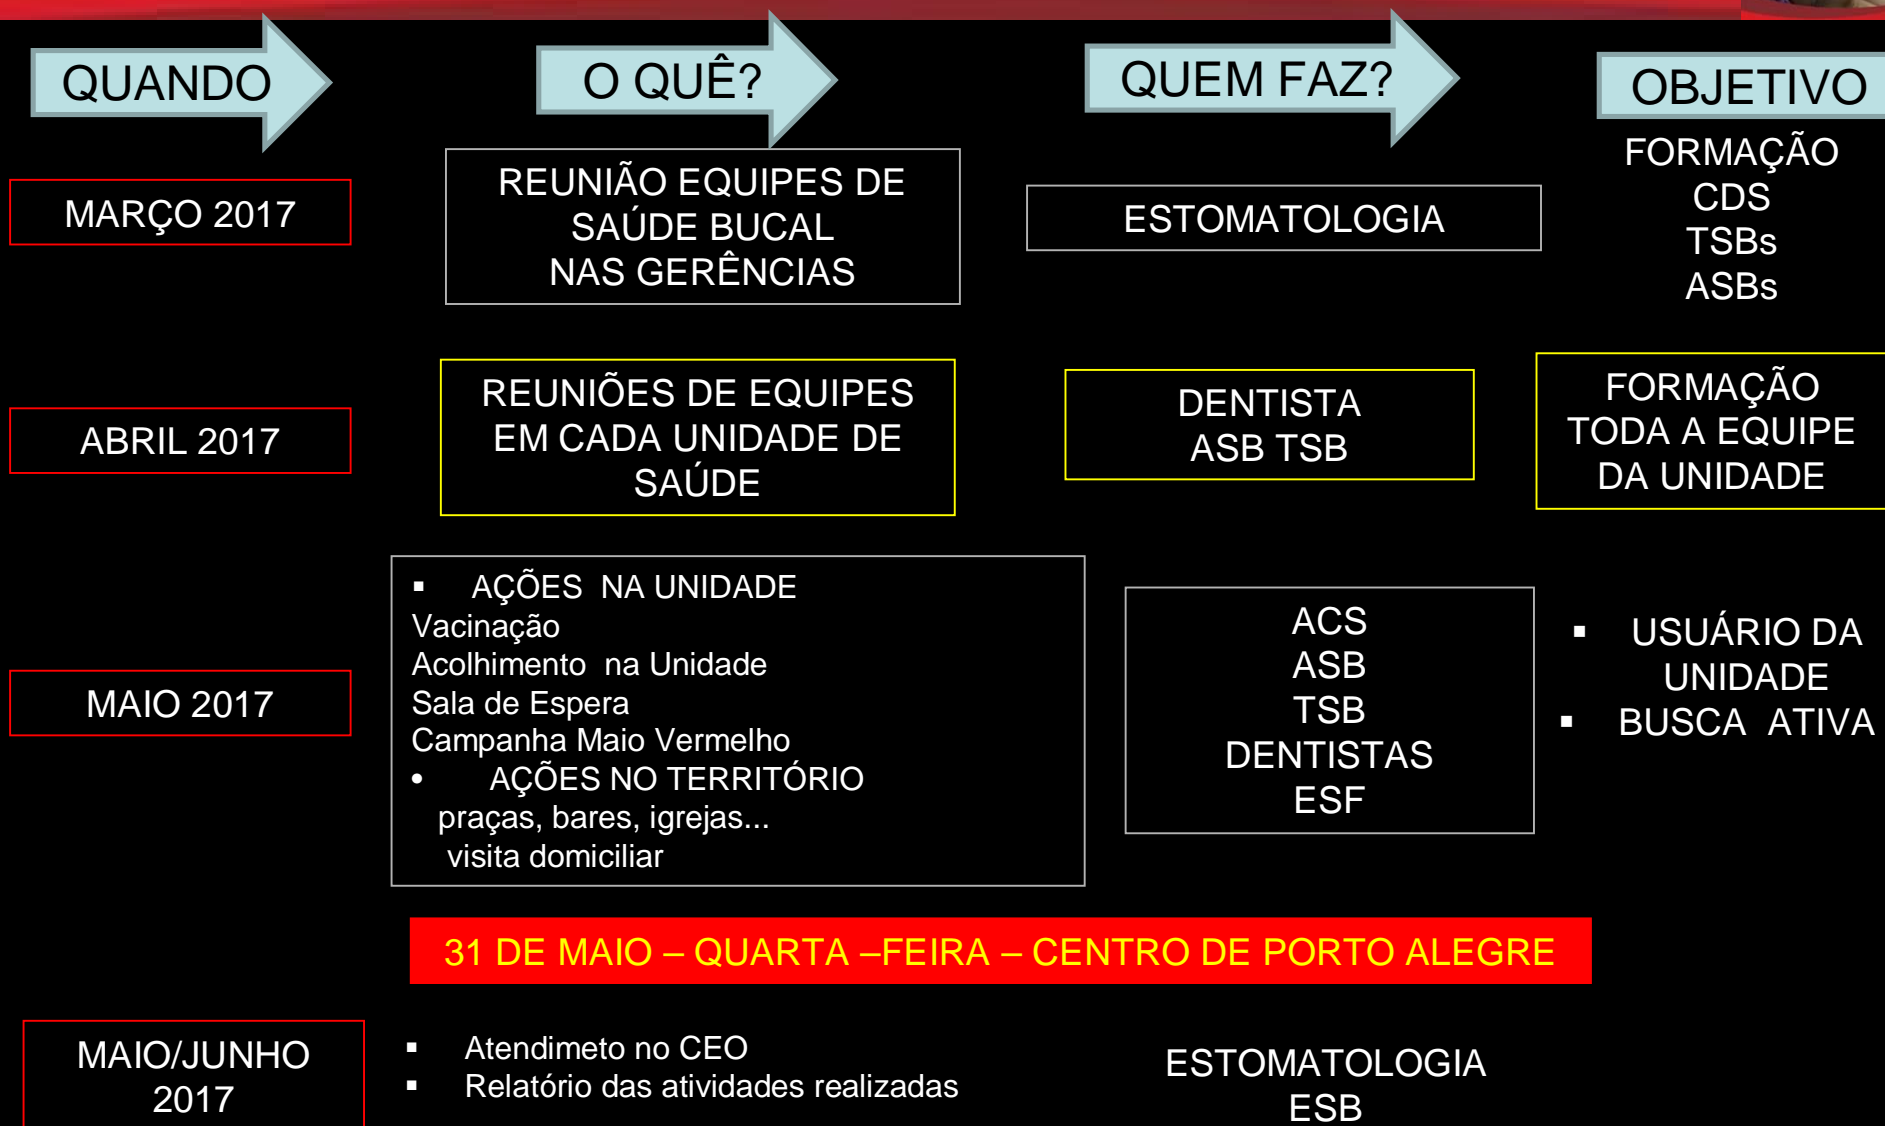 QUANDO
O QUÊ?
QUEM FAZ?
OBJETIVO
MARÇO 2017
REUNIÃO EQUIPES DE
SAÚDE BUCAL
NAS GERÊNCIAS
ESTOMATOLOGIA
FORMAÇÃO
CDS
TSBs
ASBs
ABRIL 2017
REUNIÕES DE EQUIPES
EM CADA UNIDADE DE
SAÚDE
DENTISTA
ASB TSB
FORMAÇÃO
TODA A EQUIPE
DA UNIDADE
MAIO 2017
▪ AÇÕES NA UNIDADE
Vacinação
Acolhimento na Unidade
Sala de Espera
Campanha Maio Vermelho
• AÇÕES NO TERRITÓRIO
praças, bares, igrejas...
visita domiciliar
ACS
ASB
TSB
DENTISTAS
ESF
▪ USUÁRIO DA
UNIDADE
▪ BUSCA ATIVA
31 DE MAIO – QUARTA –FEIRA – CENTRO DE PORTO ALEGRE
MAIO/JUNHO
2017
▪ Atendimeto no CEO
▪ Relatório das atividades realizadas
ESTOMATOLOGIA
ESB